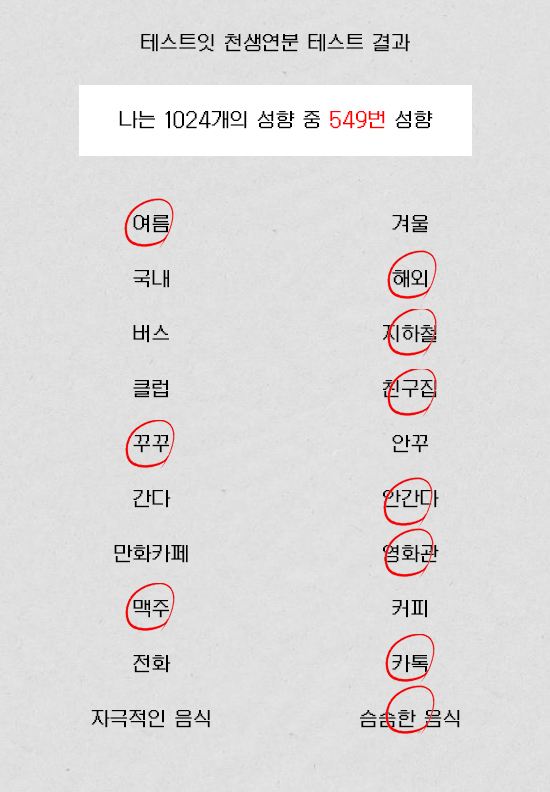 테스트잇 천생연분 테스트 결과
나는 1024개의 성향 중 549번 성향
여름 겨울
국내 해외
버스 지하철
클럽 친구집
꾸꾸 안꾸
간다 안간다
만화카페 영화관
맥주 커피
전화 카톡
자극적인 음식 슴슴한 음식